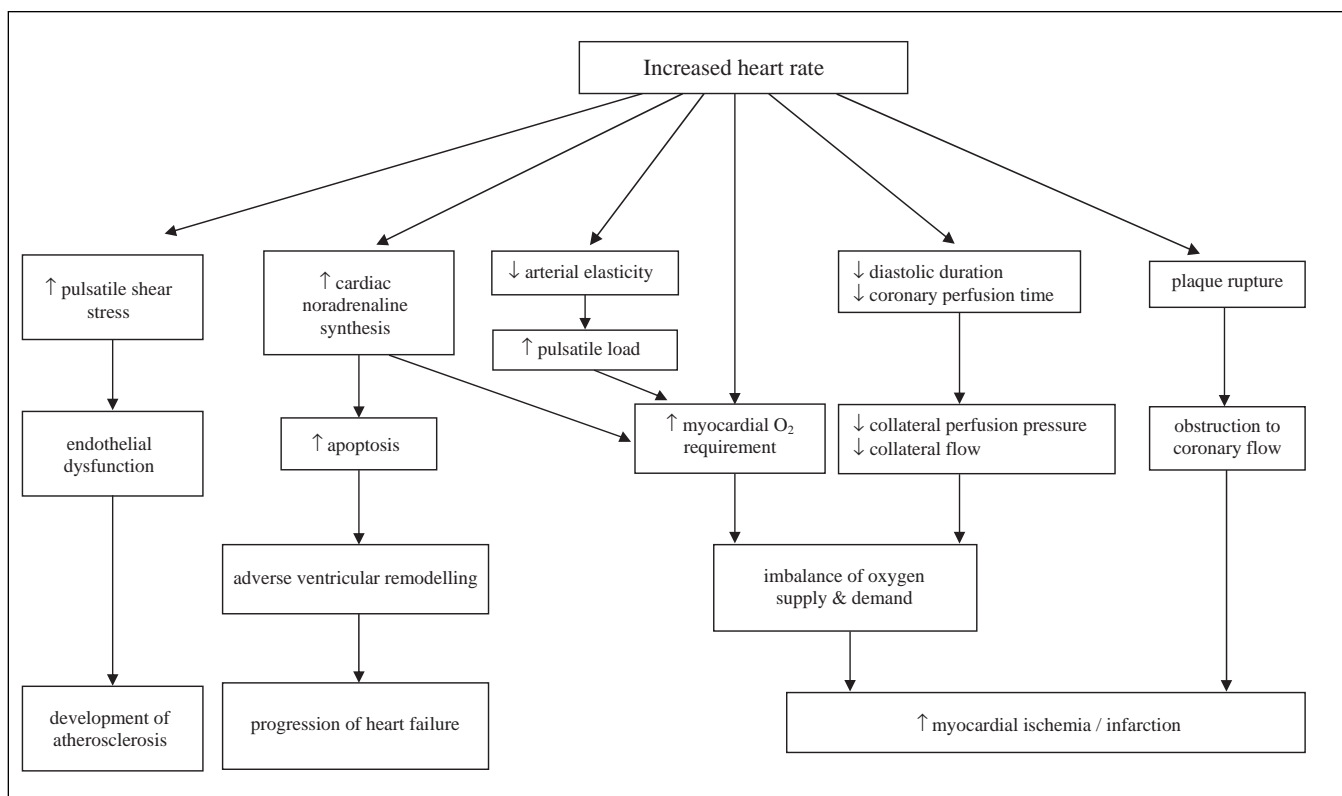 Increased heart rate
↑ pulsatile shear
stress
↑ cardiac
noradrenaline
synthesis
↓ arterial elasticity
↓ diastolic duration
↓ coronary perfusion time
plaque rupture
↑ pulsatile load
endothelial
dysfunction
↑ apoptosis
↑ myocardial O₂
requirement
↓ collateral perfusion pressure
↓ collateral flow
obstruction to
coronary flow
adverse ventricular remodelling
imbalance of oxygen
supply & demand
development of
atherosclerosis
progression of heart failure
↑ myocardial ischemia / infarction